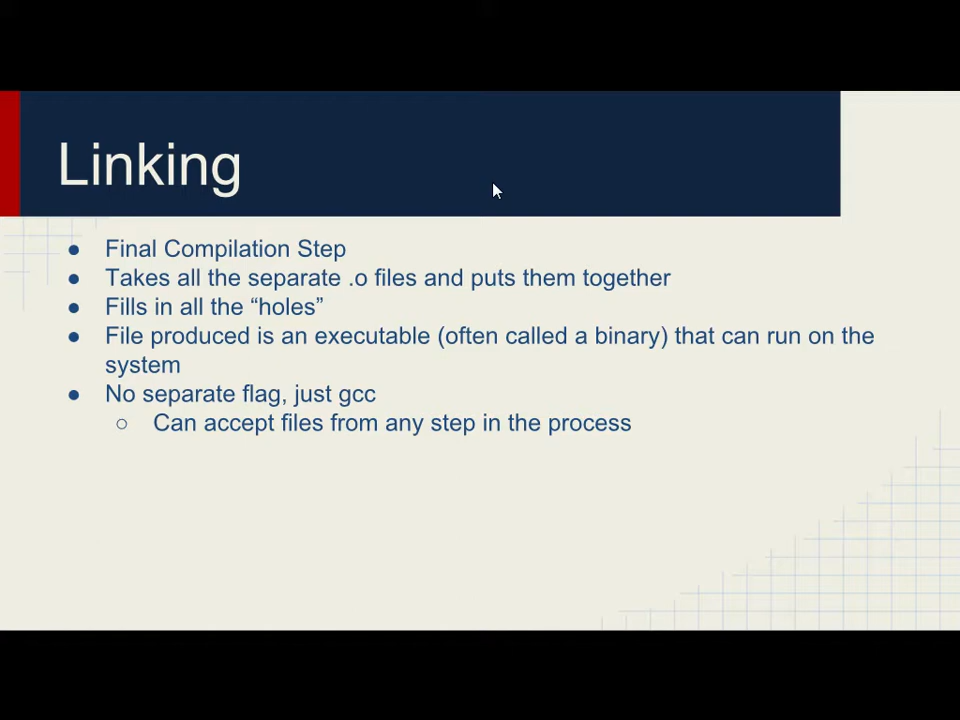 Linking
● Final Compilation Step
● Takes all the separate .o files and puts them together
● Fills in all the “holes”
● File produced is an executable (often called a binary) that can run on the
system
● No separate flag, just gcc
○ Can accept files from any step in the process